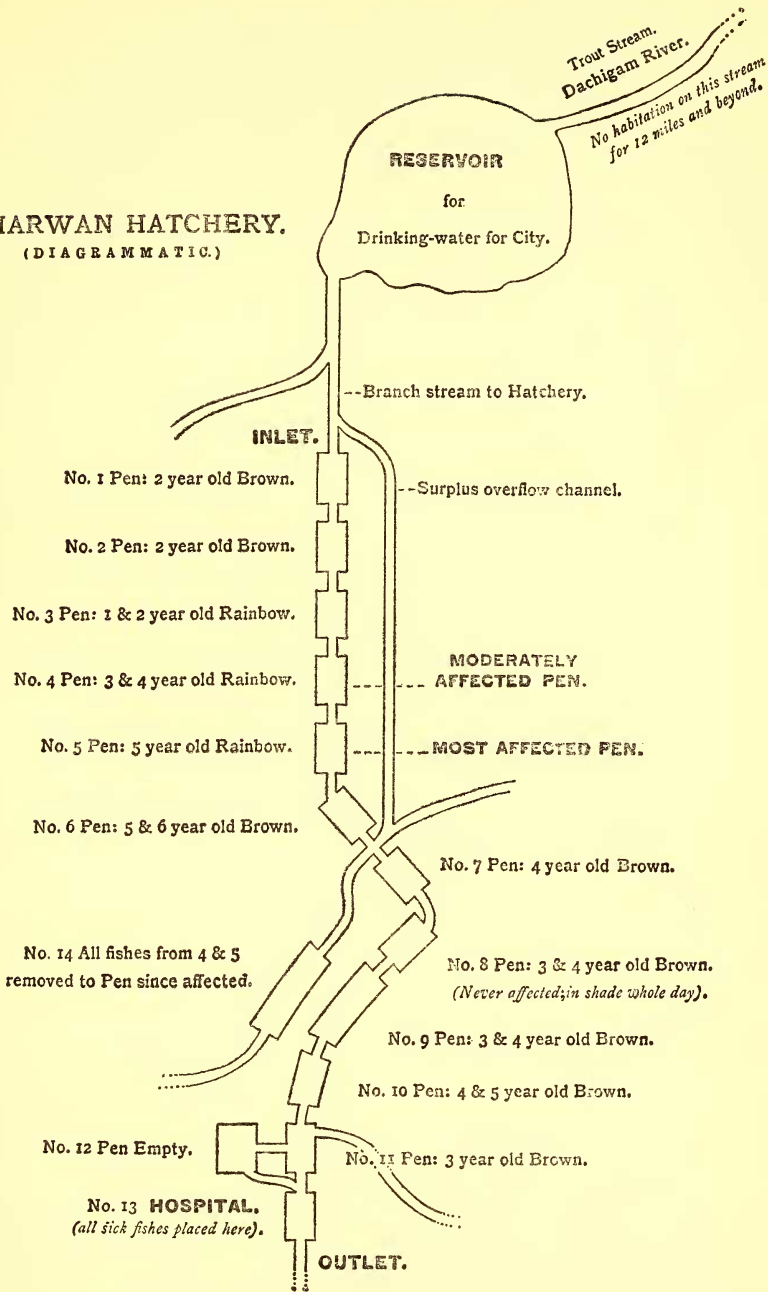 Trout Stream.
Dachigam River.
No habitation on this stream
for 12 miles and beyond.
RESERVOIR
for
Drinking-water for City.
HARWAN HATCHERY.
(DIAGRAMMATIC.)
--Branch stream to Hatchery.
INLET.
No. 1 Pen: 2 year old Brown.
--Surplus overflow channel.
No. 2 Pen: 2 year old Brown.
No. 3 Pen: 1 & 2 year old Rainbow.
No. 4 Pen: 3 & 4 year old Rainbow.
MODERATELY
AFFECTED PEN.
No. 5 Pen: 5 year old Rainbow.
MOST AFFECTED PEN.
No. 6 Pen: 5 & 6 year old Brown.
No. 7 Pen: 4 year old Brown.
No. 14 All fishes from 4 & 5
removed to Pen since affected.
No. 8 Pen: 3 & 4 year old Brown.
(Never affected; in shade whole day).
No. 9 Pen: 3 & 4 year old Brown.
No. 10 Pen: 4 & 5 year old Brown.
No. 12 Pen Empty.
No. 11 Pen: 3 year old Brown.
No. 13 HOSPITAL.
(all sick fishes placed here).
OUTLET.